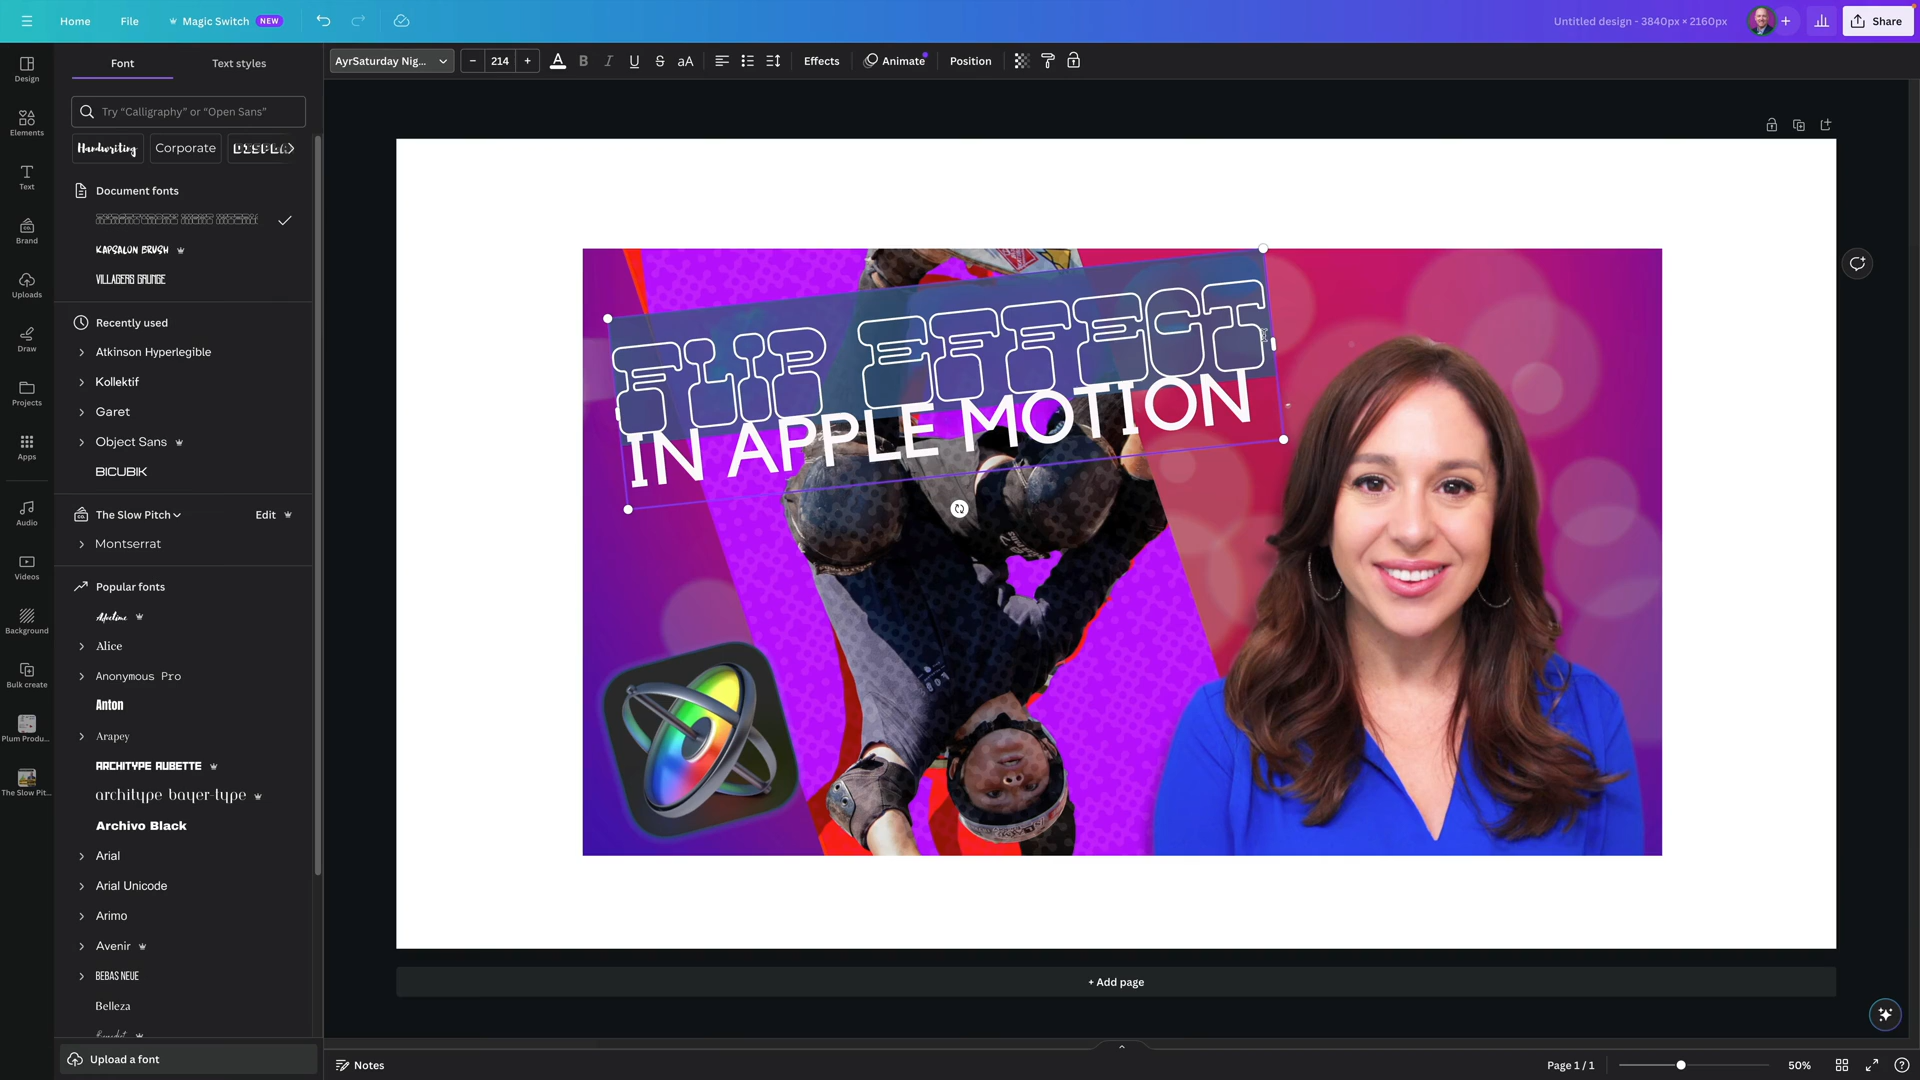 Home
File
Magic Switch NEW
Untitled design - 3840px × 2160px
Share
Font
Text styles
AyrSaturday Nig...
214
aA
Effects
Animate
Position
Try “Calligraphy” or “Open Sans”
Handwriting
Corporate
Design
Elements
Text
Brand
Uploads
Draw
Projects
Apps
Audio
Videos
Background
Bulk create
Plum Produ...
The Slow Pit...
Document fonts
KAPSALON BRUSH
VILLAGERS GRUNGE
Recently used
Atkinson Hyperlegible
Kollektif
Garet
Object Sans
BICUBIK
The Slow Pitch
Edit
Montserrat
Popular fonts
Alice
Anonymous Pro
Anton
Arapey
ARCHITYPE AUBETTE
architype bayer-type
Archivo Black
Arial
Arial Unicode
Arimo
Avenir
BEBAS NEUE
Belleza
Upload a font
FLIP EFFECT
IN APPLE MOTION
+ Add page
Notes
Page 1 / 1
50%